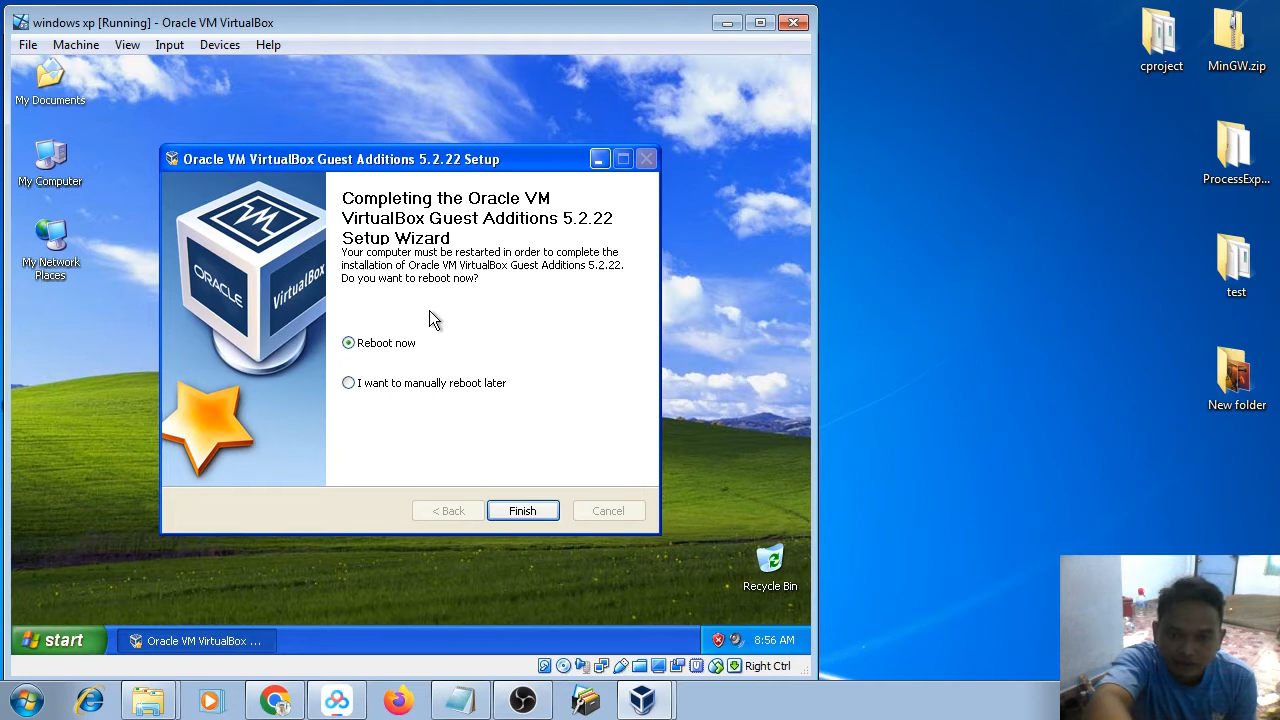 windows xp [Running] - Oracle VM VirtualBox
File Machine View Input Devices Help
My Documents
My Computer
My Network
Places
Oracle VM VirtualBox Guest Additions 5.2.22 Setup
ORACLE
VirtualBox
Completing the Oracle VM
VirtualBox Guest Additions 5.2.22
Setup Wizard
Your computer must be restarted in order to complete the
installation of Oracle VM VirtualBox Guest Additions 5.2.22.
Do you want to reboot now?
Reboot now
I want to manually reboot later
< Back Finish Cancel
Recycle Bin
start Oracle VM VirtualBox ... 8:56 AM
Right Ctrl
cproject
MinGW.zip
ProcessExp...
test
New folder